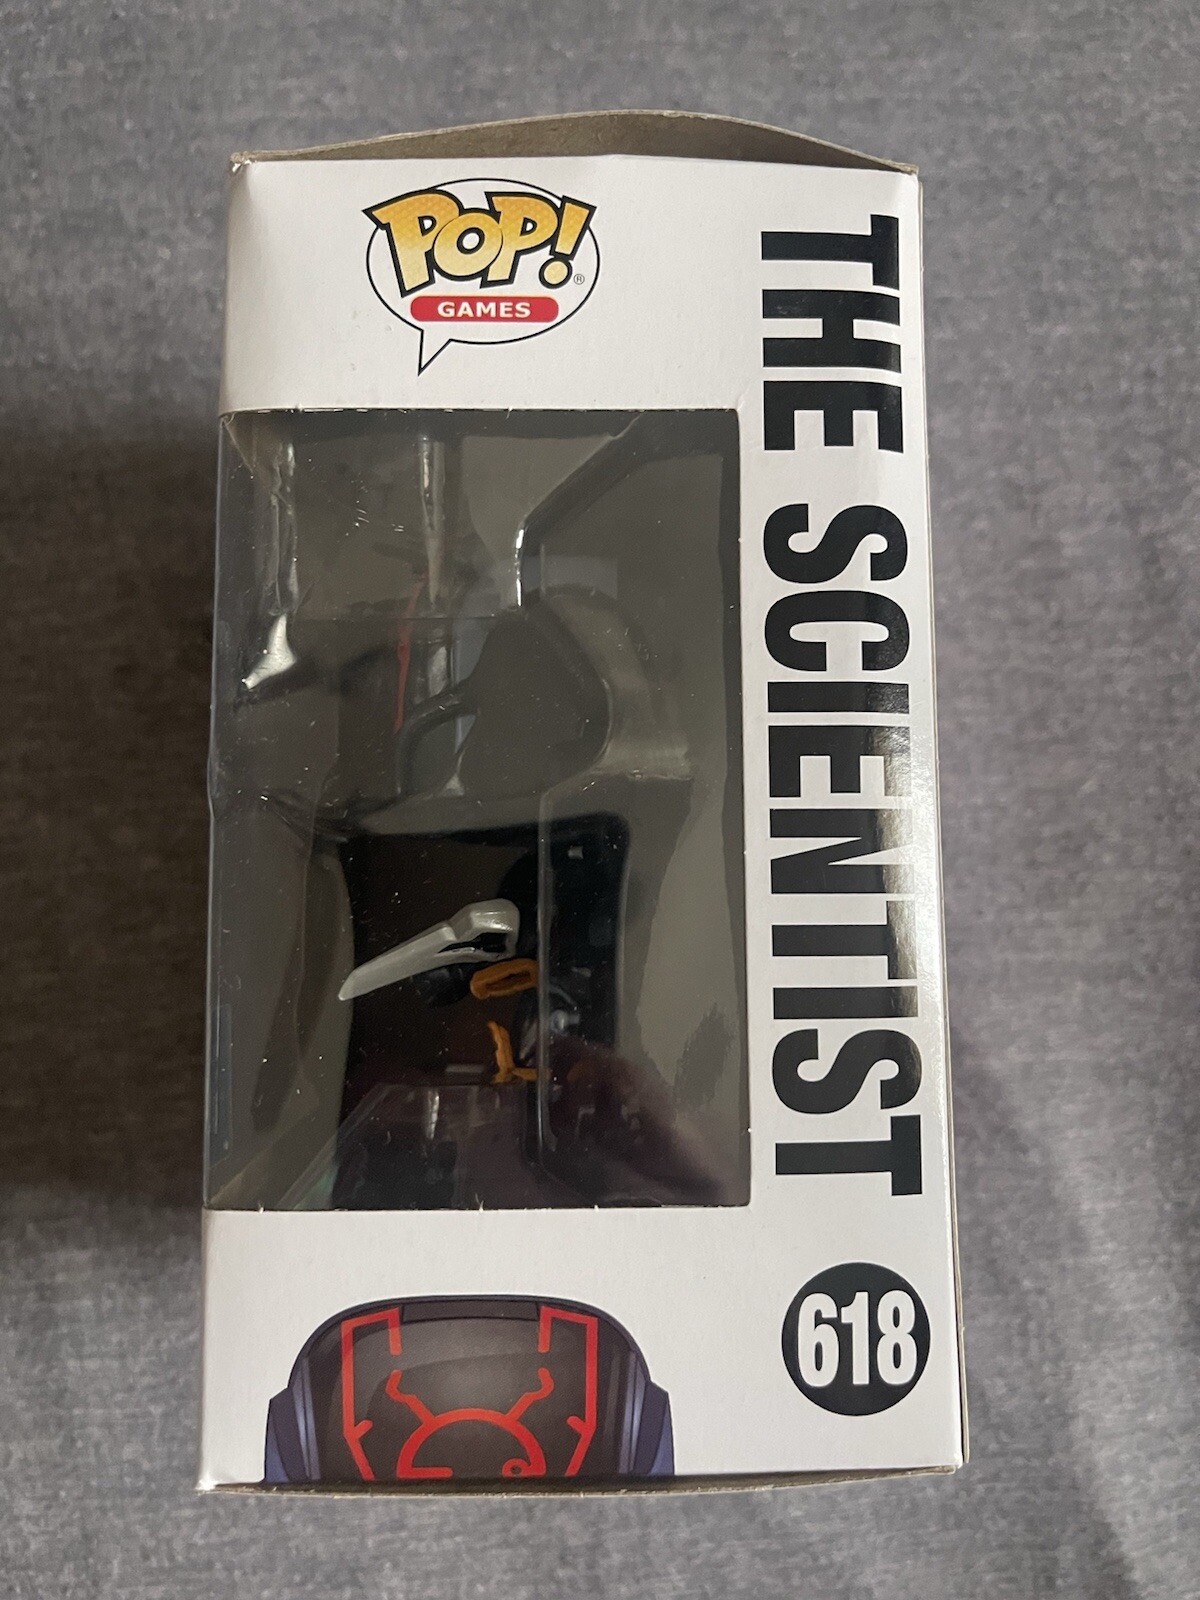 POP!®
GAMES
THE SCIENTIST
618